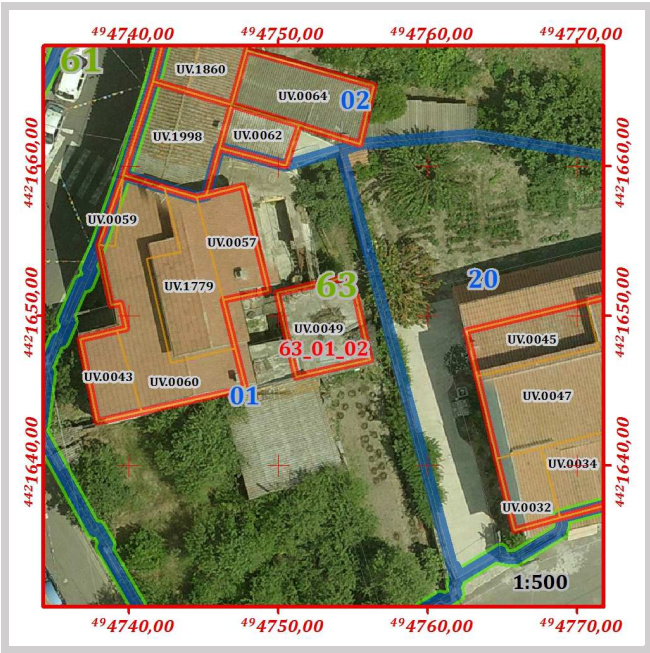 ⁴⁹4740,00 ⁴⁹4750,00 ⁴⁹4760,00 ⁴⁹4770,00
61
UV.1860
UV.0064
02
UV.1998
UV.0062
⁴⁴²¹660,00 ⁴⁴²¹660,00
UV.0059
UV.0057
UV.1779
63
20
⁴⁴²¹650,00 ⁴⁴²¹650,00
UV.0049
63_01_02
UV.0045
UV.0043
UV.0060
01
UV.0047
⁴⁴²¹640,00 ⁴⁴²¹640,00
UV.0034
UV.0032
1:500
⁴⁹4740,00 ⁴⁹4750,00 ⁴⁹4760,00 ⁴⁹4770,00